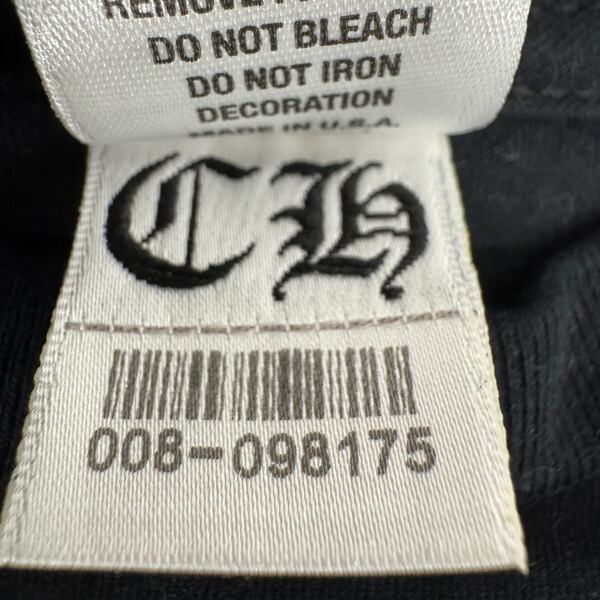 DO NOT BLEACH
DO NOT IRON
DECORATION
MADE IN U.S.A.
CH
008-098175